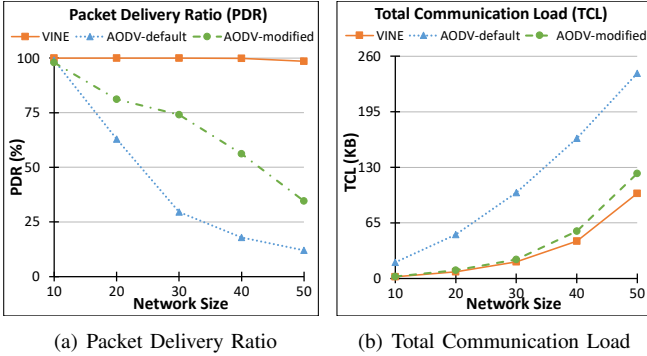 Packet Delivery Ratio (PDR)
VINE AODV-default AODV-modified
100
75
50
25
0
PDR (%)
10 20 30 40 50
Network Size
(a) Packet Delivery Ratio
Total Communication Load (TCL)
VINE AODV-default AODV-modified
260
195
130
65
0
TCL (KB)
10 20 30 40 50
Network Size
(b) Total Communication Load